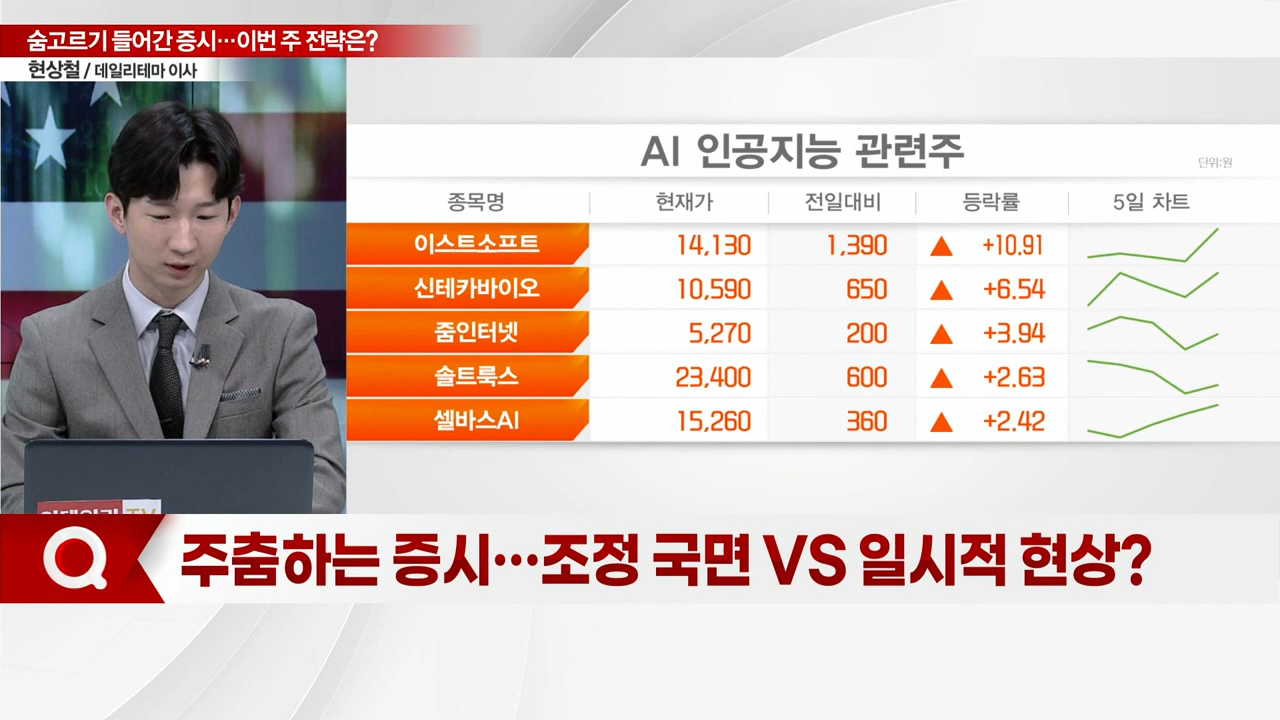 숨고르기 들어간 증시…이번 주 전략은?
현상철 / 데일리테마 이사
AI 인공지능 관련주
단위:원
종목명 현재가 전일대비 등락률 5일 차트
이스트소프트 14,130 1,390 ▲ +10.91
신테카바이오 10,590 650 ▲ +6.54
줌인터넷 5,270 200 ▲ +3.94
솔트룩스 23,400 600 ▲ +2.63
셀바스AI 15,260 360 ▲ +2.42
TV
Q 주춤하는 증시…조정 국면 VS 일시적 현상?